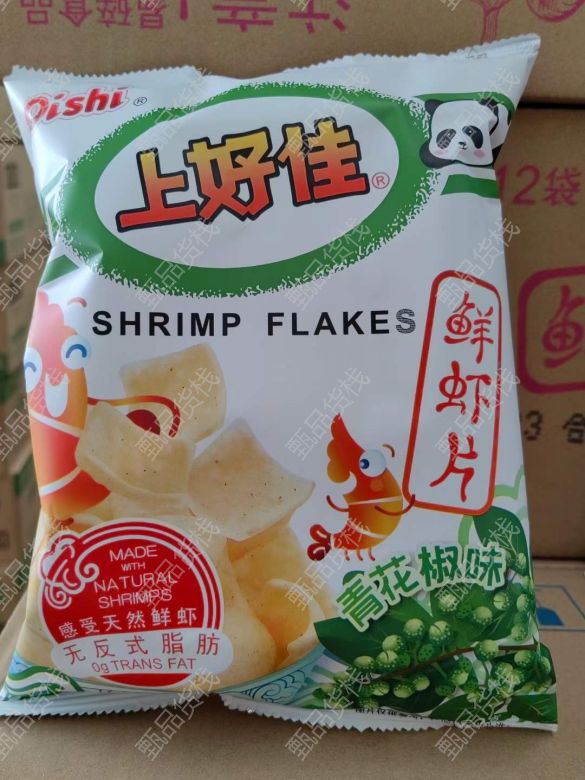 Oishi®
上好佳®
SHRIMP FLAKES
鲜虾片
青花椒味
MADE
WITH
NATURAL
SHRIMPS
感受天然鲜虾
无反式脂肪
0g TRANS FAT
12袋
甄品货栈